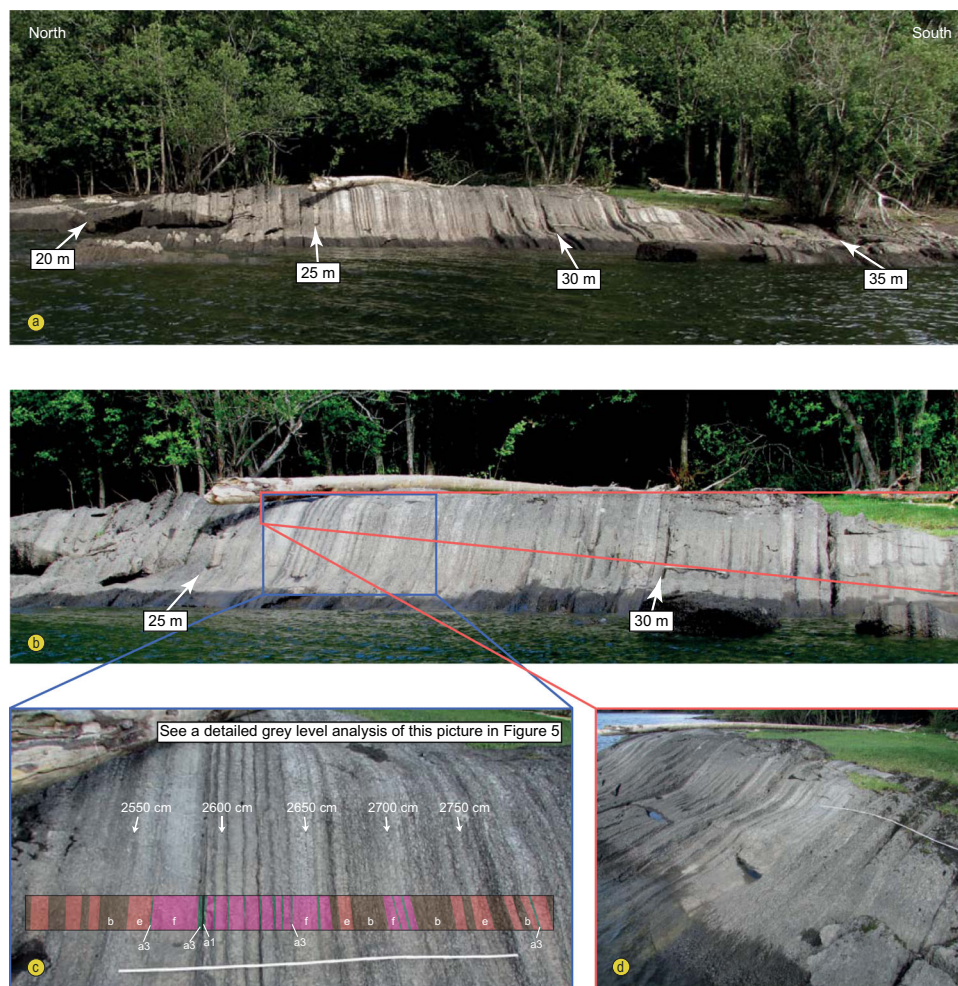 North South
20 m 25 m 30 m 35 m
a
25 m 30 m
b
See a detailed grey level analysis of this picture in Figure 5
2550 cm 2600 cm 2650 cm 2700 cm 2750 cm
b e f f e b f b e b
a3 a3 a1 a3 a3
c
d